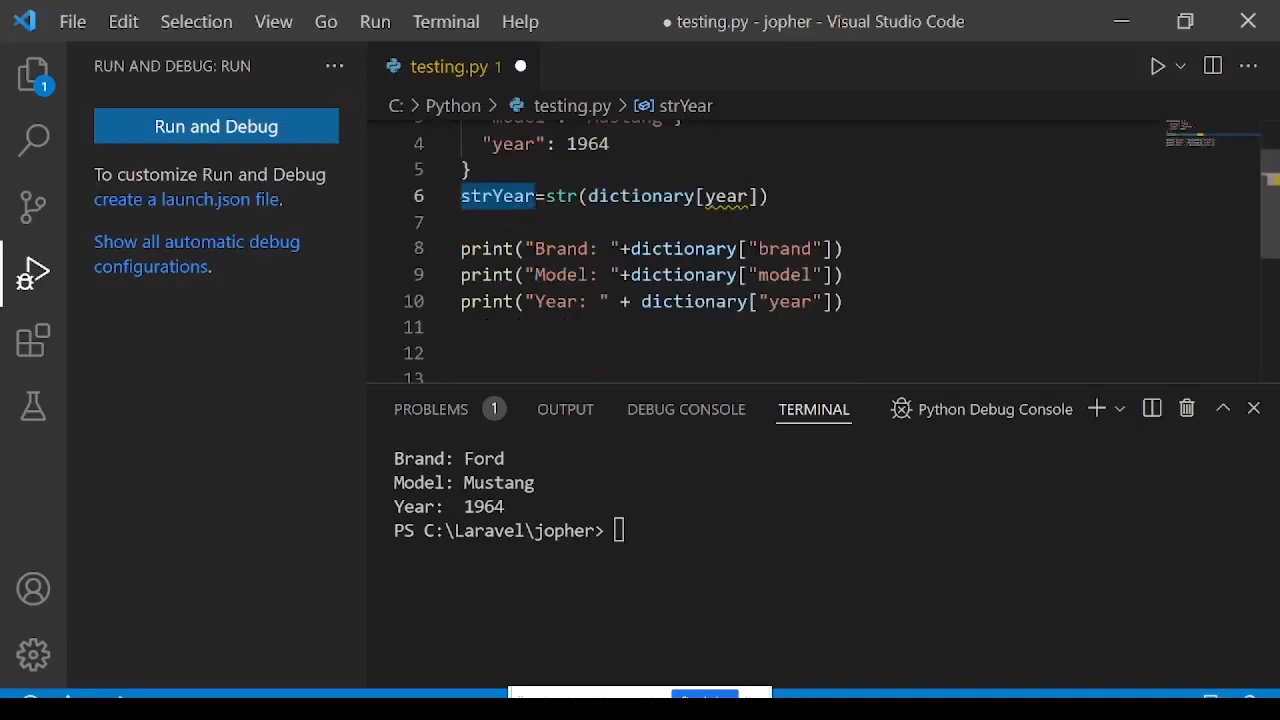 File Edit Selection View Go Run Terminal Help ● testing.py - jopher - Visual Studio Code
RUN AND DEBUG: RUN ...
testing.py 1
1
C: > Python > testing.py > strYear
Run and Debug
To customize Run and Debug
create a launch.json file.
Show all automatic debug
configurations.
4 "year": 1964
5 }
6 strYear=str(dictionary[year])
7
8 print("Brand: "+dictionary["brand"])
9 print("Model: "+dictionary["model"])
10 print("Year: " + dictionary["year"])
11
12
13
PROBLEMS 1 OUTPUT DEBUG CONSOLE TERMINAL Python Debug Console
Brand: Ford
Model: Mustang
Year:  1964
PS C:\Laravel\jopher>